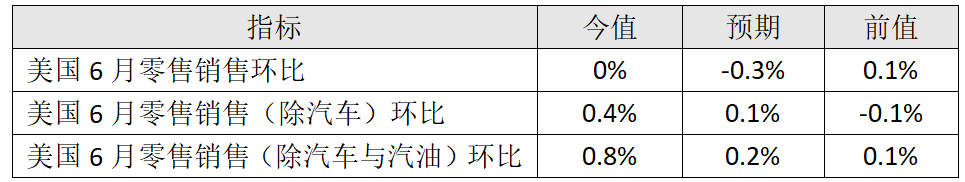 指标 今值 预期 前值
美国 6 月零售销售环比 0% -0.3% 0.1%
美国 6 月零售销售（除汽车）环比 0.4% 0.1% -0.1%
美国 6 月零售销售（除汽车与汽油）环比 0.8% 0.2% 0.1%